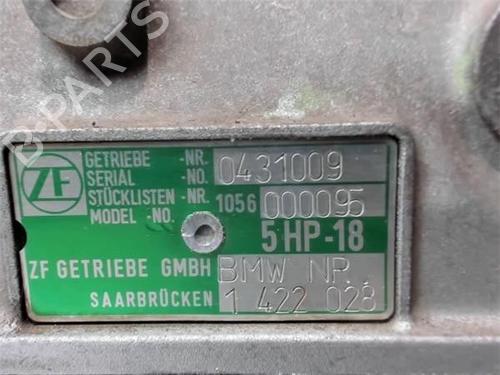 B-PARTS
ZF
GETRIEBE -NR. 0431009
SERIAL -NO.
STÜCKLISTEN -NR. 1056 000095
MODEL -NO.
5 HP-18
ZF GETRIEBE GMBH BMW NR.
SAARBRÜCKEN 1 422 028